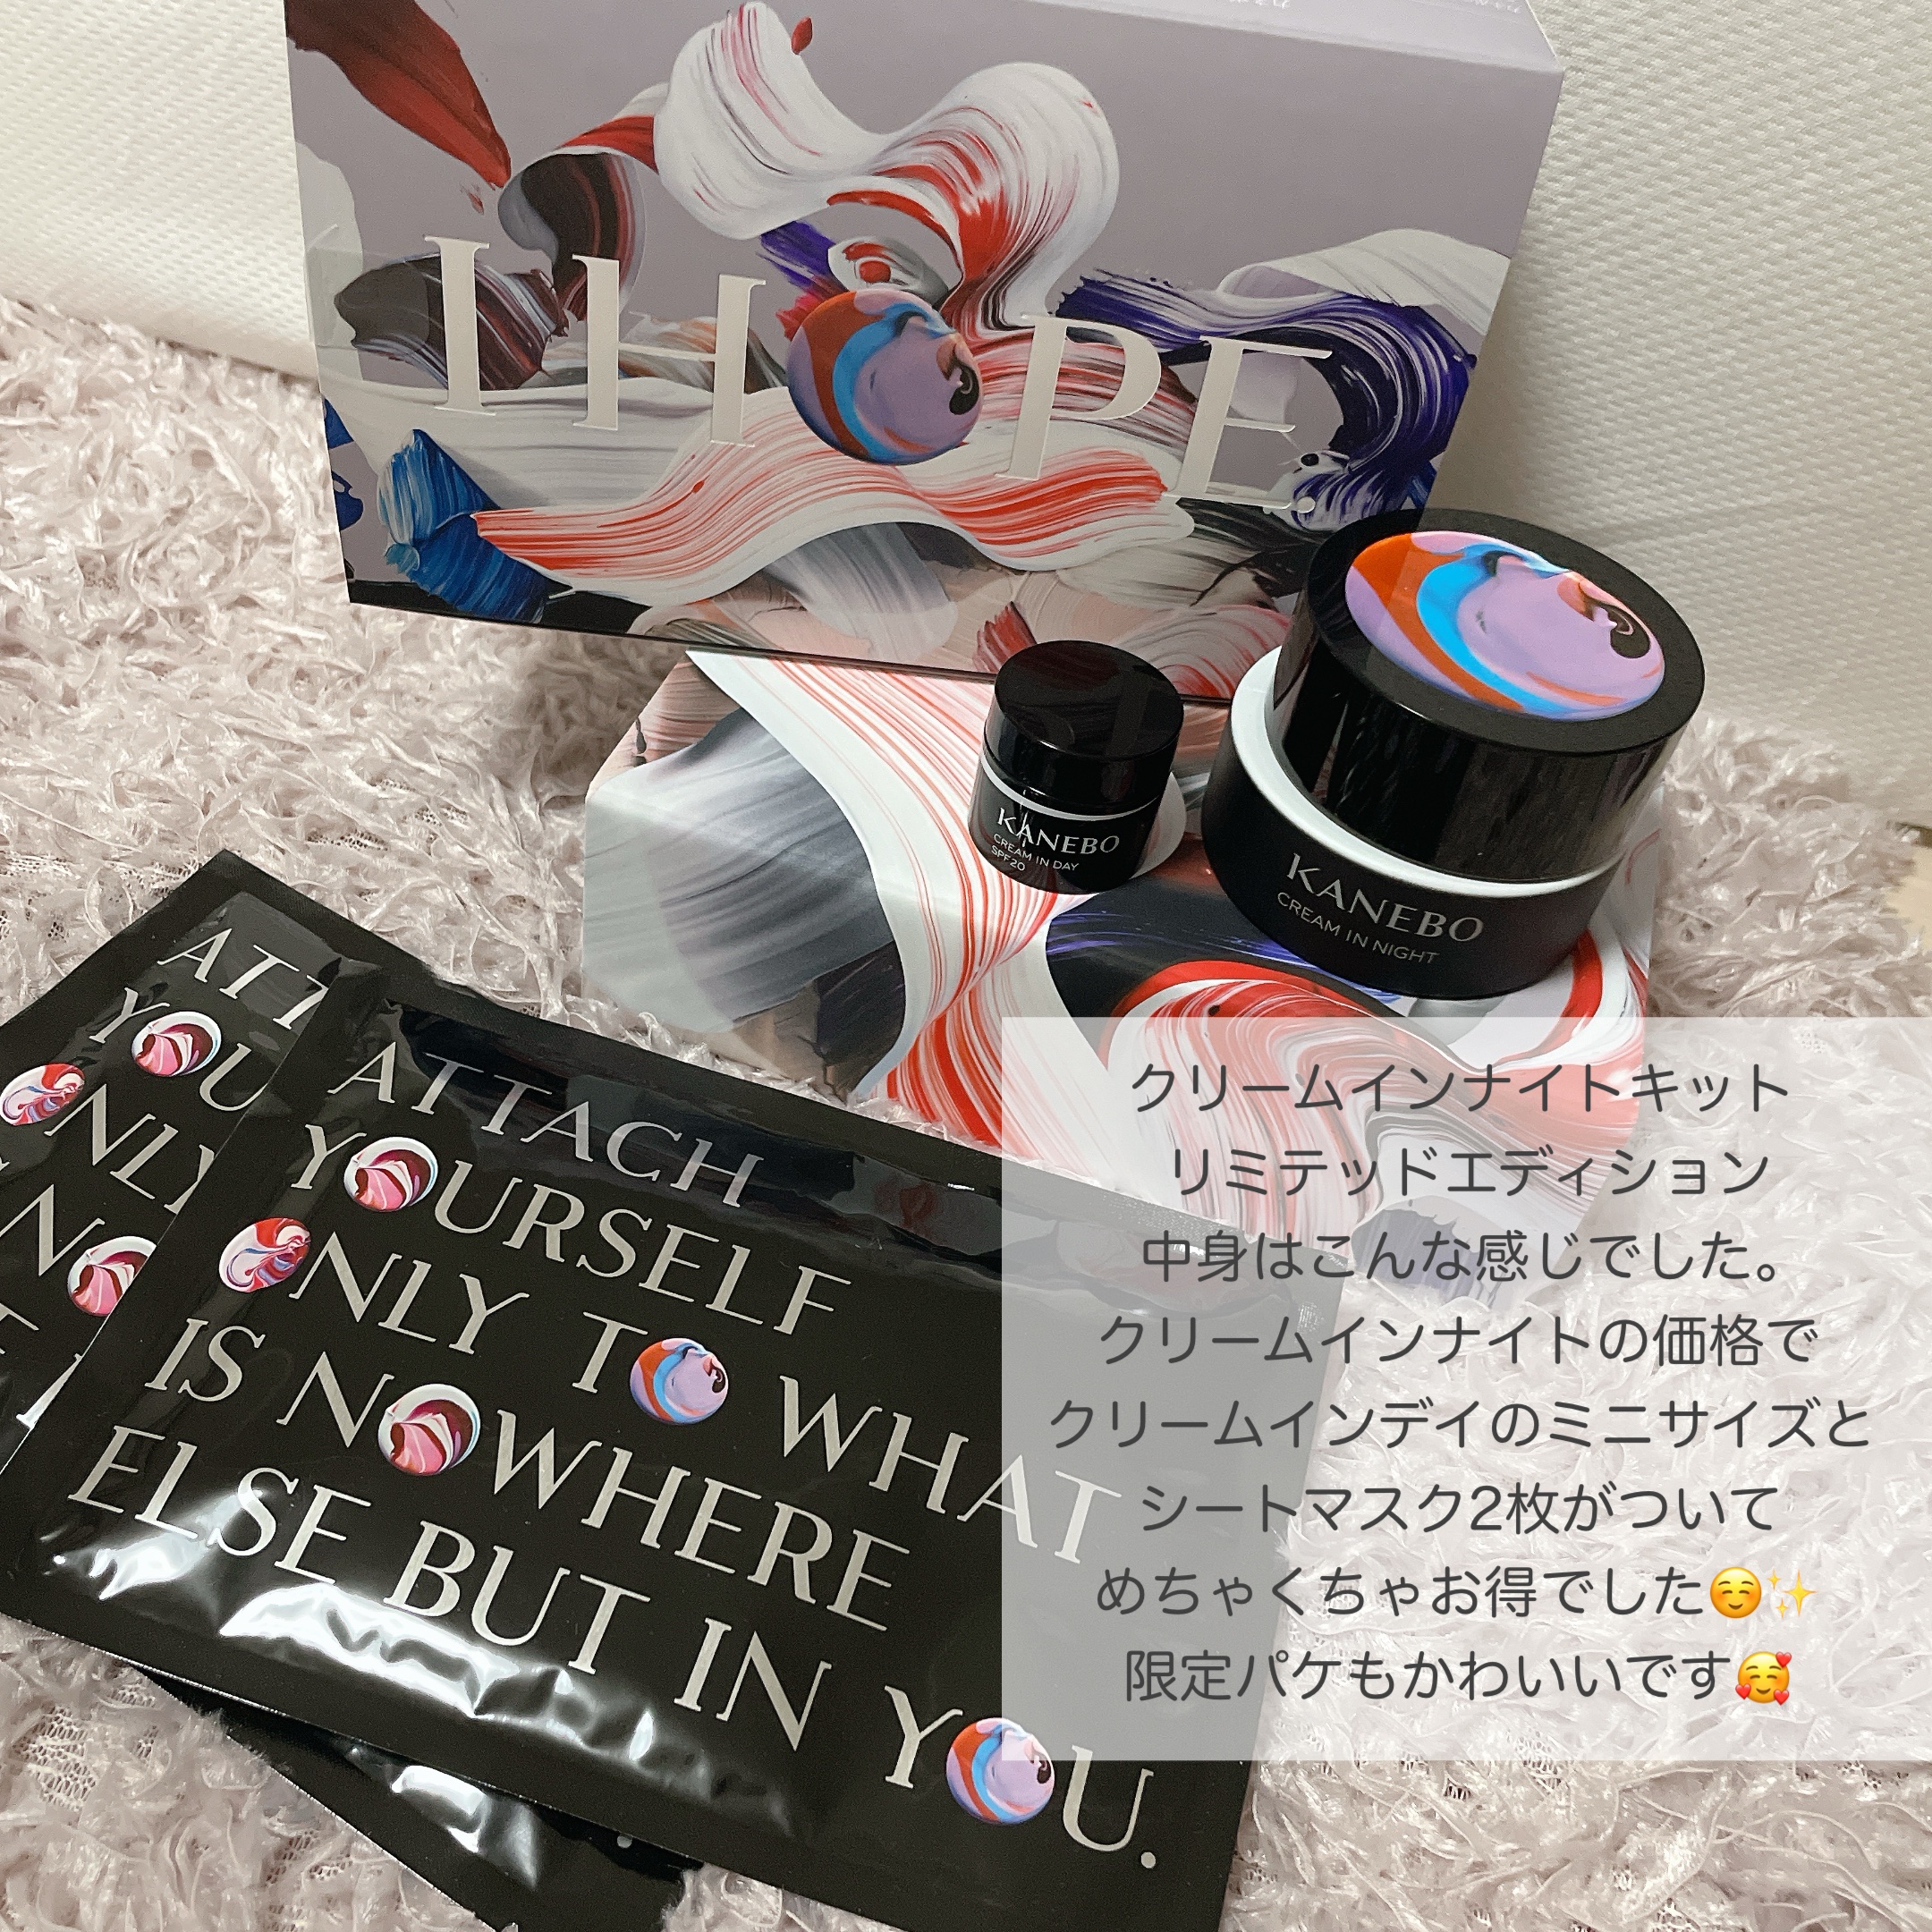 I HOPE.
KANEBO
CREAM IN DAY
SPF20
KANEBO
CREAM IN NIGHT
ATT
YOU
ONLY
ATTACH
YOURSELF
ONLY TO WHAT
IS NOWHERE
ELSE BUT IN YOU.
クリームインナイトキット
リミテッドエディション
中身はこんな感じでした。
クリームインナイトの価格で
クリームインデイのミニサイズと
シートマスク2枚がついて
めちゃくちゃお得でした☺️✨
限定パケもかわいいです🥰